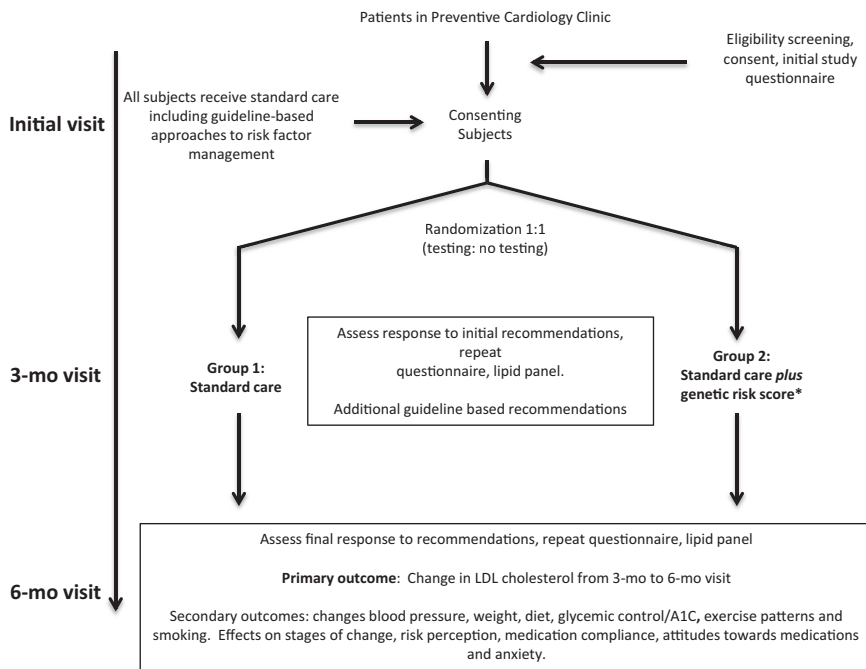 Patients in Preventive Cardiology Clinic
Eligibility screening,
consent, initial study
questionnaire
Initial visit
All subjects receive standard care
including guideline-based
approaches to risk factor
management
Consenting
Subjects
Randomization 1:1
(testing: no testing)
3-mo visit
Group 1:
Standard care
Assess response to initial recommendations,
repeat
questionnaire, lipid panel.
Additional guideline based recommendations
Group 2:
Standard care plus
genetic risk score*
6-mo visit
Assess final response to recommendations, repeat questionnaire, lipid panel
Primary outcome: Change in LDL cholesterol from 3-mo to 6-mo visit
Secondary outcomes: changes blood pressure, weight, diet, glycemic control/A1C, exercise patterns and
smoking. Effects on stages of change, risk perception, medication compliance, attitudes towards medications
and anxiety.